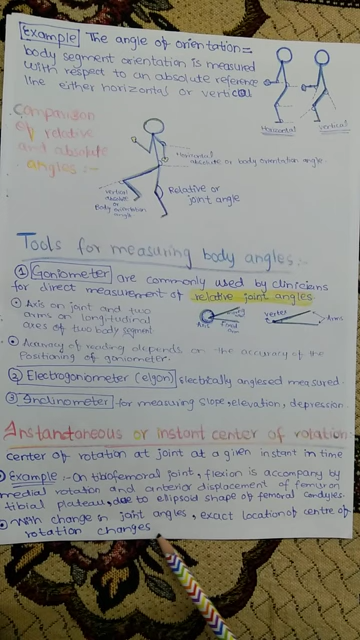 Example The angle of orientation=
body segment orientation is measured
with respect to an absolute reference
line either horizontal or vertical
Horizontal
Vertical
Comparison
of relative
and absolute
angles:-
Horizontal
absolute or body orientation angle
Vertical
absolute
or
Body orientation
angle
Relative or
joint angle
Tools for measuring body angles:-
① Goniometer are commonly used by clinicians
for direct measurement of relative joint angles
Axis on joint and two
arms on longitudinal
axes of two body segment
Axis
Fixed
arm
Vertex
Arms
Accuracy of reading depends on the accuracy of the
Positioning of goniometer.
② Electrogoniometer (elgon) electrically angles measured
③ Inclinometer for measuring slope, elevation, depression
Instantaneous or instant center of rotation
center of rotation at joint at a given instant in time
Example :- On tibiofemoral joint, flexion is accompany by
medial rotation and anterior displacement of femur on
tibial plateau, due to ellipsoid shape of femoral condyles
With change in joint angles, exact location of centre of
rotation changes